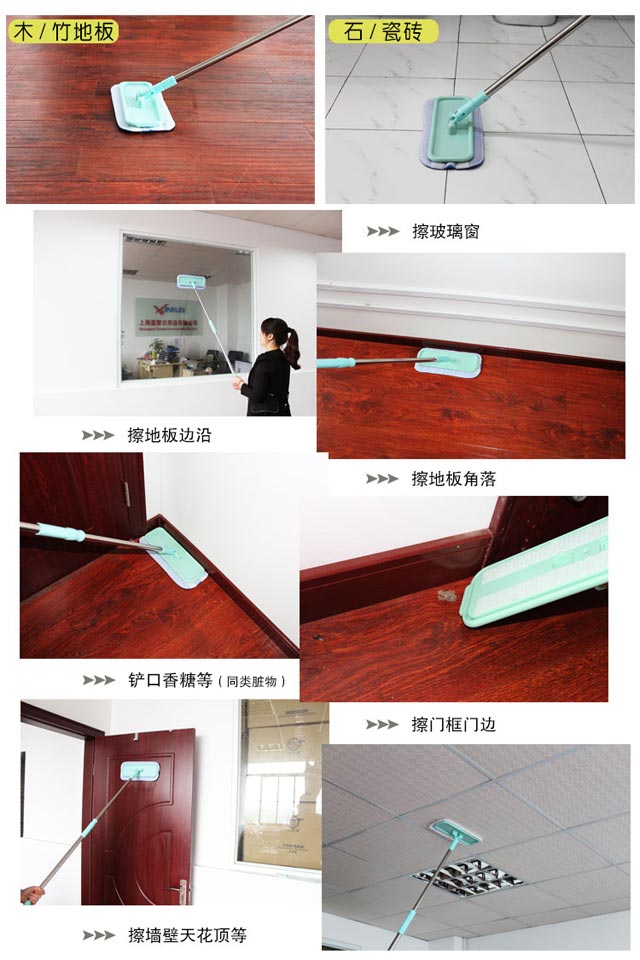 木/竹地板
石/瓷砖
擦玻璃窗
XINSUEI
擦地板边沿
擦地板角落
铲口香糖等（同类脏物）
擦门框门边
擦墙壁天花顶等